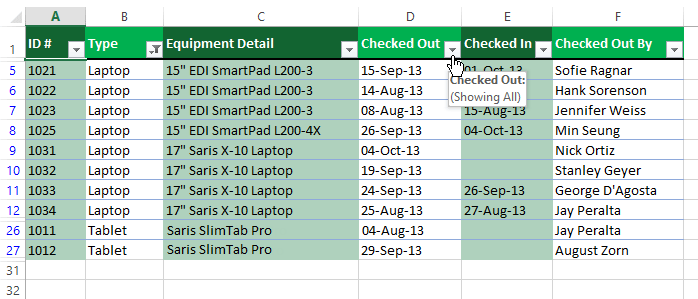 A B C D E F
1 ID # Type Equipment Detail Checked Out Checked In Checked Out By
5 1021 Laptop 15" EDI SmartPad L200-3 15-Sep-13 01-Oct-13 Sofie Ragnar
6 1022 Laptop 15" EDI SmartPad L200-3 14-Aug-13 Hank Sorenson
7 1023 Laptop 15" EDI SmartPad L200-3 08-Aug-13 15-Aug-13 Jennifer Weiss
8 1025 Laptop 15" EDI SmartPad L200-4X 26-Sep-13 04-Oct-13 Min Seung
9 1031 Laptop 17" Saris X-10 Laptop 04-Oct-13 Nick Ortiz
10 1032 Laptop 17" Saris X-10 Laptop 19-Sep-13 Stanley Geyer
11 1033 Laptop 17" Saris X-10 Laptop 24-Sep-13 26-Sep-13 George D'Agosta
12 1034 Laptop 17" Saris X-10 Laptop 25-Aug-13 27-Aug-13 Jay Peralta
26 1011 Tablet Saris SlimTab Pro 04-Aug-13 Jay Peralta
27 1012 Tablet Saris SlimTab Pro 29-Sep-13 August Zorn
31
32
Checked Out:
(Showing All)